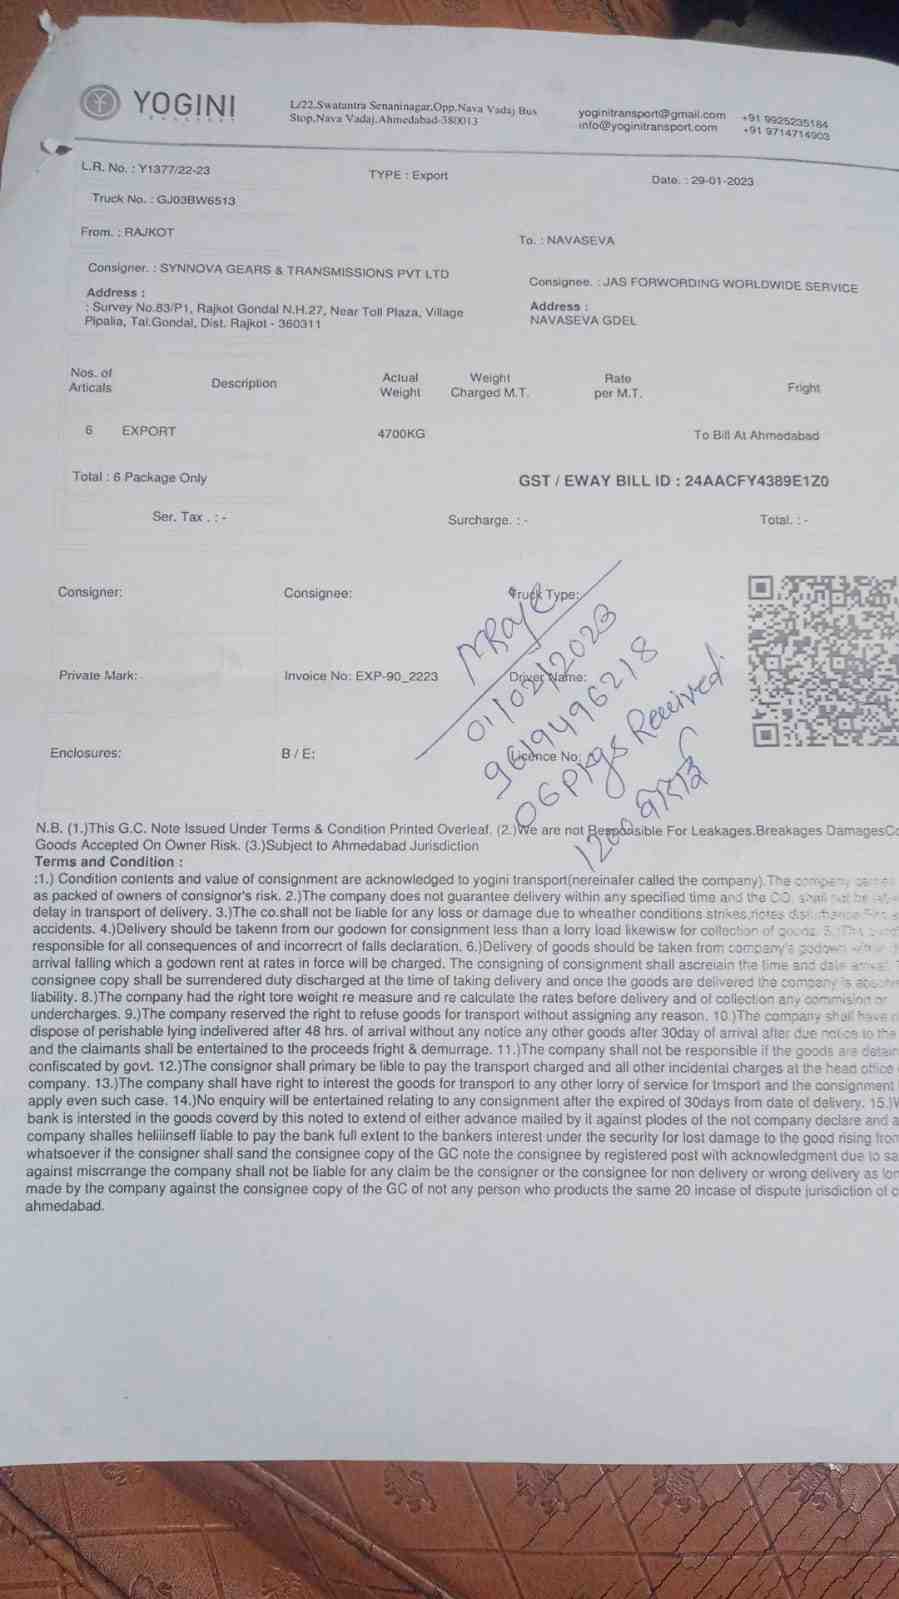 YOGINI
L/22,Swatantra Senaninagar,Opp.Nava Vadaj Bus
Stop,Nava Vadaj,Ahmedabad-380013
yoginitransport@gmail.com
info@yoginitransport.com
+91 9925235184
+91 9714714903
L.R. No. : Y1377/22-23
TYPE : Export
Date. : 29-01-2023
Truck No. : GJ03BW6513
From. : RAJKOT
To. : NAVASEVA
Consigner. : SYNNOVA GEARS & TRANSMISSIONS PVT LTD
Consignee. : JAS FORWORDING WORLDWIDE SERVICE
Address :
: Survey No.83/P1, Rajkot Gondal N.H.27, Near Toll Plaza, Village
Pipalia, Tal.Gondal, Dist. Rajkot - 360311
Address :
NAVASEVA GDEL
Nos. of
Articals
Description
Actual
Weight
Weight
Charged M.T.
Rate
per M.T.
Fright
6 EXPORT 4700KG To Bill At Ahmedabad
Total : 6 Package Only
GST / EWAY BILL ID : 24AACFY4389E1Z0
Ser. Tax . : -
Surcharge. : -
Total. : -
Consigner:
Consignee:
Truck Type:
Private Mark:
Invoice No: EXP-90_2223
Driver Name:
Enclosures:
B / E:
Licence No:
01/02/2023
9619496218
06 pkgs Received.
1200
N.B. (1.)This G.C. Note Issued Under Terms & Condition Printed Overleaf. (2.)We are not Responsible For Leakages.Breakages Damages
Goods Accepted On Owner Risk. (3.)Subject to Ahmedabad Jurisdiction
Terms and Condition :
:1.) Condition contents and value of consignment are acknowledged to yogini transport(nereinafer called the company).The company
as packed of owners of consignor's risk. 2.)The company does not guarantee delivery within any specified time and the CO. shall not be
delay in transport of delivery. 3.)The co.shall not be liable for any loss or damage due to wheather conditions strikes,riotes
accidents. 4.)Delivery should be takenn from our godown for consignment less than a lorry load likewisw for collection of goods.
responsible for all consequences of and incorrecrt of falls declaration. 6.)Delivery of goods should be taken from company's godown
arrival falling which a godown rent at rates in force will be charged. The consigning of consignment shall ascreiain the time and date arrival.
consignee copy shall be surrendered duty discharged at the time of taking delivery and once the goods are delivered the company is
liability. 8.)The company had the right tore weight re measure and re calculate the rates before delivery and of collection any commision or
undercharges. 9.)The company reserved the right to refuse goods for transport without assigning any reason. 10.)The company shall have
dispose of perishable lying indelivered after 48 hrs. of arrival without any notice any other goods after 30day of arrival after due notice to the
and the claimants shall be entertained to the proceeds fright & demurrage. 11.)The company shall not be responsible if the goods are
confiscated by govt. 12.)The consignor shall primary be lible to pay the transport charged and all other incidental charges at the head office
company. 13.)The company shall have right to interest the goods for transport to any other lorry of service for trnsport and the consignment
apply even such case. 14.)No enquiry will be entertained relating to any consignment after the expired of 30days from date of delivery. 15.)
bank is intersted in the goods coverd by this noted to extend of either advance mailed by it against plodes of the not company declare and
company shalles heliiinseff liable to pay the bank full extent to the bankers interest under the security for lost damage to the good rising from
whatsoever if the consigner shall sand the consignee copy of the GC note the consignee by registered post with acknowledgment due to
against miscrrange the company shall not be liable for any claim be the consigner or the consignee for non delivery or wrong delivery as
made by the company against the consignee copy of the GC of not any person who products the same 20 incase of dispute jurisdiction of
ahmedabad.